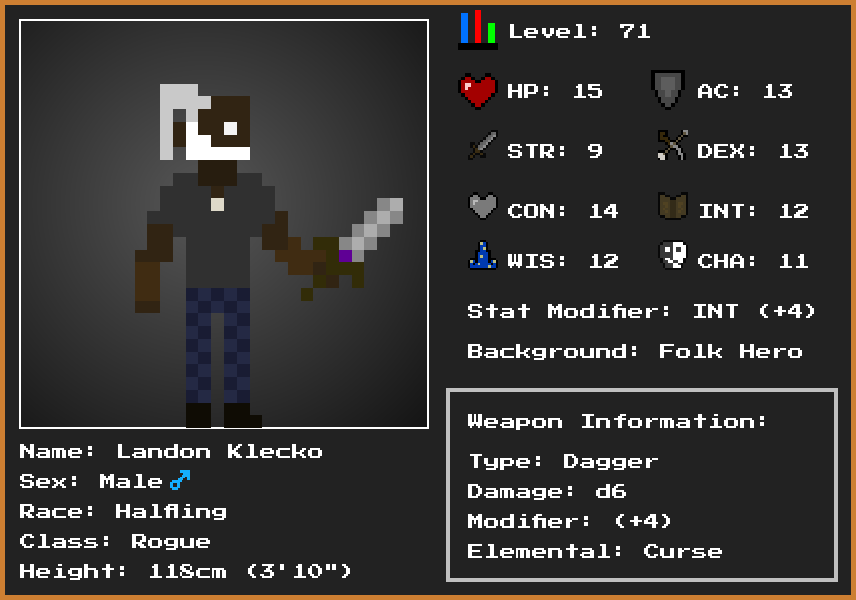 Level: 71
HP: 15
AC: 13
STR: 9
DEX: 13
CON: 14
INT: 12
WIS: 12
CHA: 11
Stat Modifier: INT (+4)
Background: Folk Hero
Weapon Information:
Type: Dagger
Damage: d6
Modifier: (+4)
Elemental: Curse
Name: Landon Klecko
Sex: Male♂
Race: Halfling
Class: Rogue
Height: 118cm (3'10")